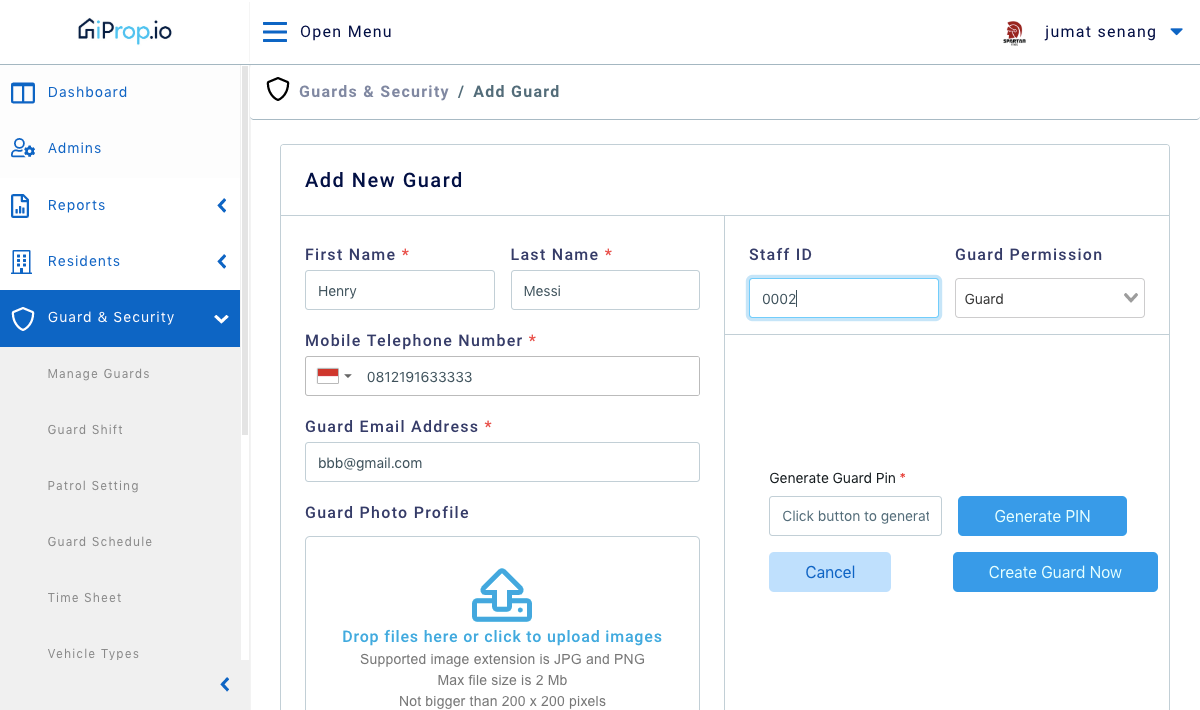 iProp.io
Open Menu
SPARTAN
jumat senang
Dashboard
Admins
Reports
Residents
Guard & Security
Manage Guards
Guard Shift
Patrol Setting
Guard Schedule
Time Sheet
Vehicle Types
Guards & Security / Add Guard
Add New Guard
First Name *
Last Name *
Henry
Messi
Mobile Telephone Number *
0812191633333
Guard Email Address *
bbb@gmail.com
Guard Photo Profile
Drop files here or click to upload images
Supported image extension is JPG and PNG
Max file size is 2 Mb
Not bigger than 200 x 200 pixels
Staff ID
Guard Permission
0002
Guard
Generate Guard Pin *
Click button to generat
Generate PIN
Cancel
Create Guard Now